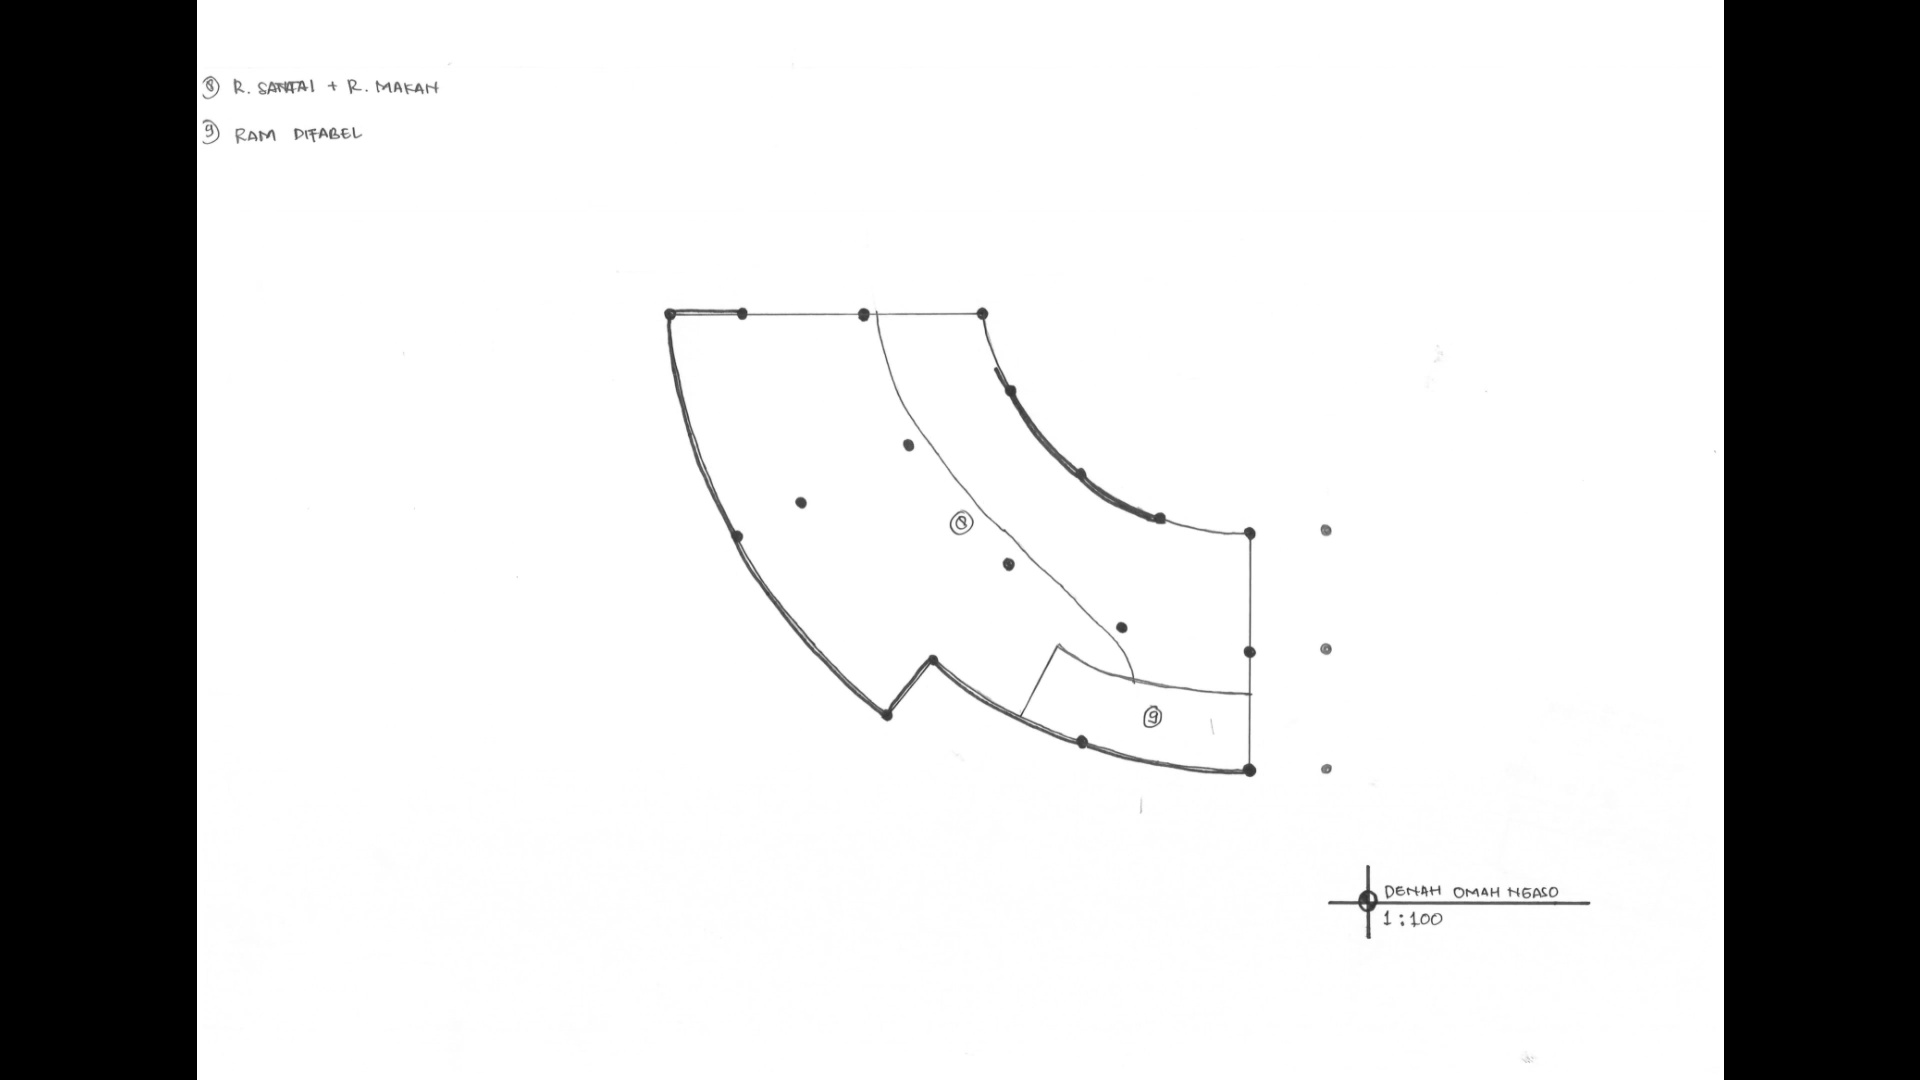 ⑧ R. SANTAI + R. MAKAN
⑨ RAM DIFABEL
⑧
⑨
DENAH OMAH NGASO
1 : 100